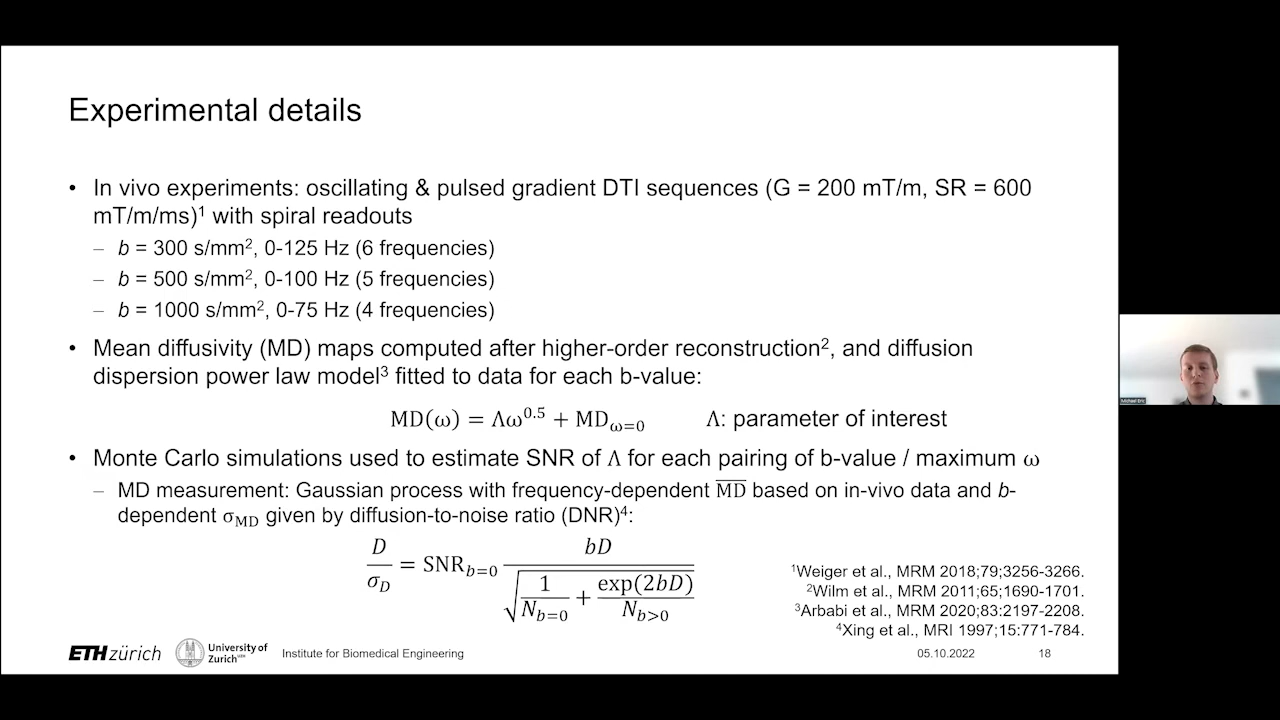 Experimental details
• In vivo experiments: oscillating & pulsed gradient DTI sequences (G = 200 mT/m, SR = 600
mT/m/ms)¹ with spiral readouts
– b = 300 s/mm², 0-125 Hz (6 frequencies)
– b = 500 s/mm², 0-100 Hz (5 frequencies)
– b = 1000 s/mm², 0-75 Hz (4 frequencies)
• Mean diffusivity (MD) maps computed after higher-order reconstruction², and diffusion
dispersion power law model³ fitted to data for each b-value:
MD(ω) = Λω^0.5 + MD_ω=0 Λ: parameter of interest
• Monte Carlo simulations used to estimate SNR of Λ for each pairing of b-value / maximum ω
– MD measurement: Gaussian process with frequency-dependent M̅D̅ based on in-vivo data and b-
dependent σ_MD given by diffusion-to-noise ratio (DNR)⁴:
D/σ_D = SNR_b=0 bD/√(1/N_b=0 + exp(2bD)/N_b>0)
¹Weiger et al., MRM 2018;79;3256-3266.
²Wilm et al., MRM 2011;65;1690-1701.
³Arbabi et al., MRM 2020;83:2197-2208.
⁴Xing et al., MRI 1997;15:771-784.
ETH zürich University of Zurich UZH Institute for Biomedical Engineering 05.10.2022 18
Michael Eric